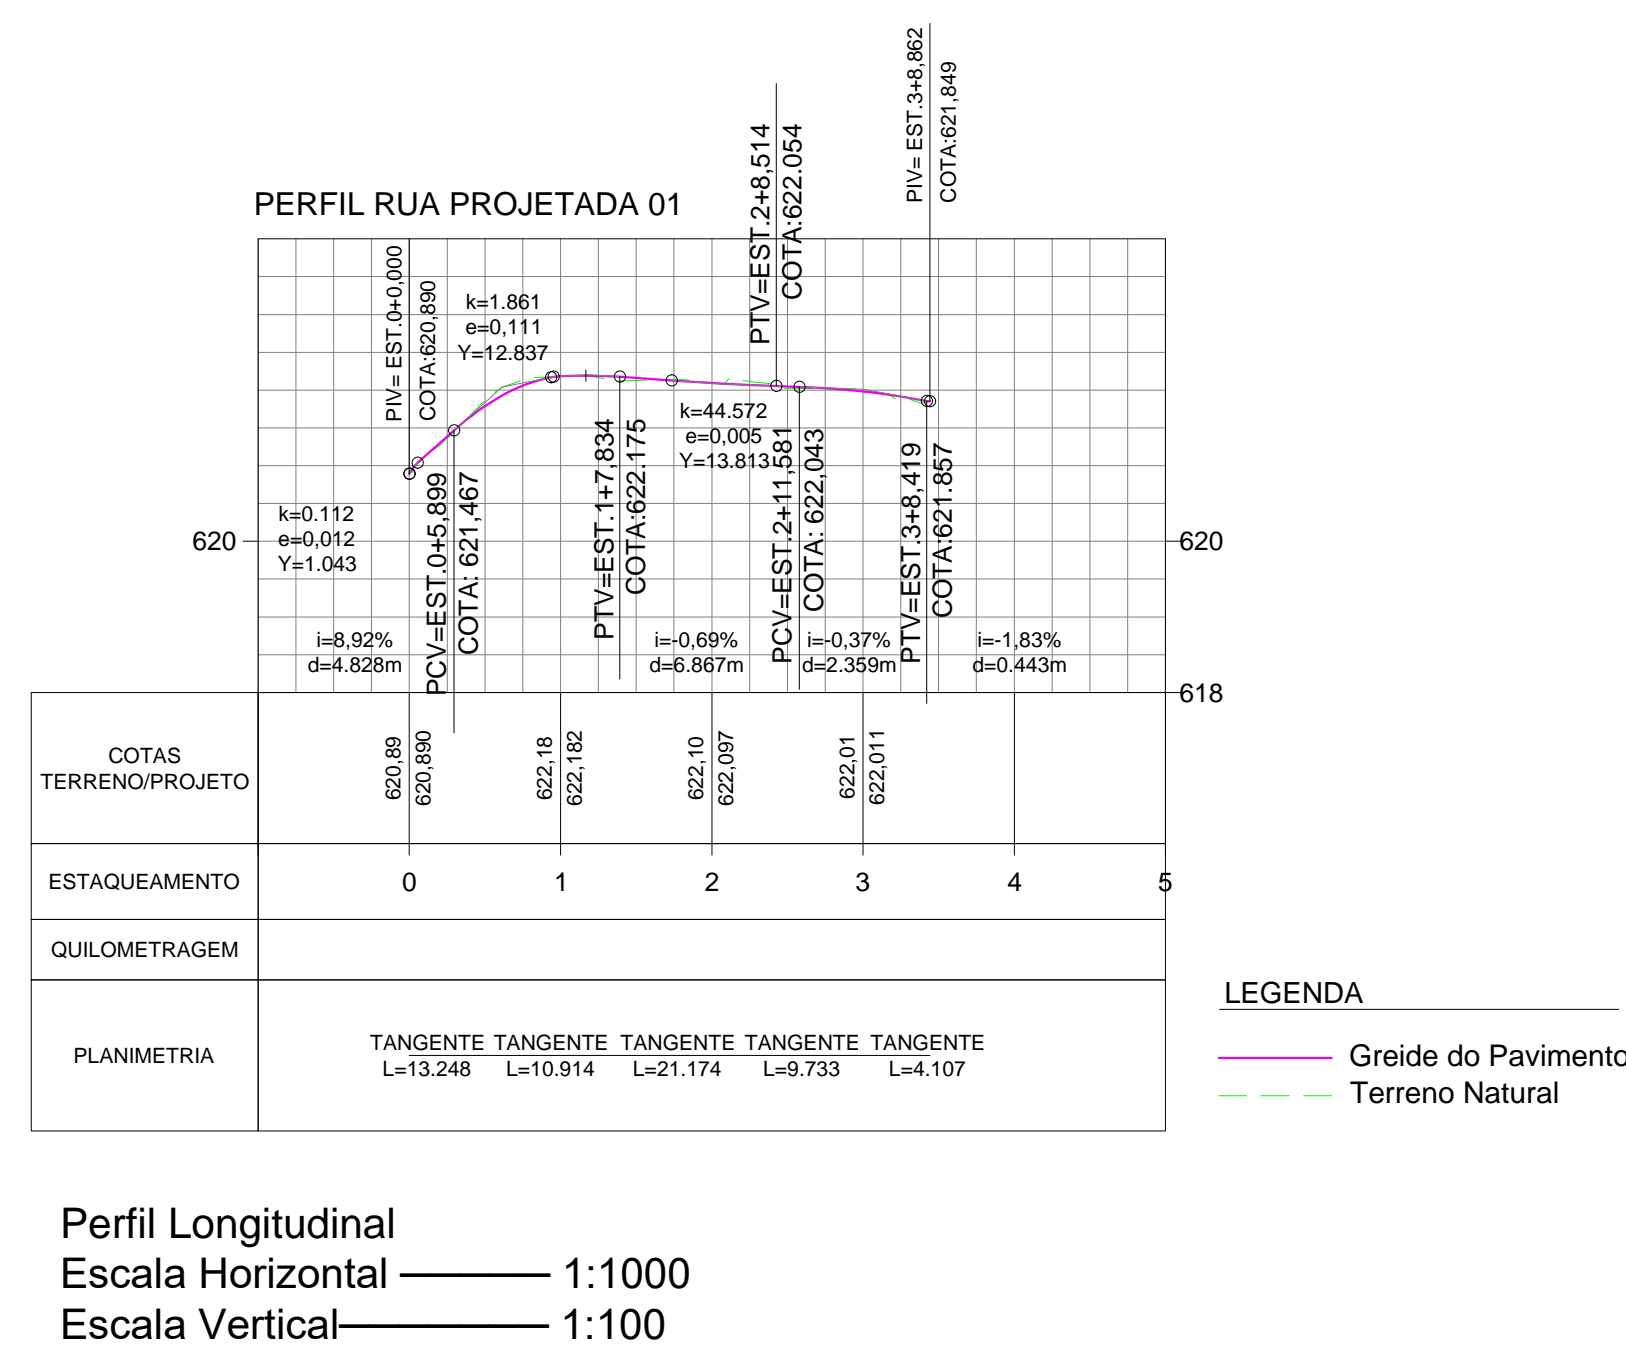 PIV= EST.3+8,862
COTA:621,849
PTV=EST.2+8,514
COTA:622.054
PERFIL RUA PROJETADA 01
PIV= EST.0+0,000
COTA:620,890
k=1.861
e=0,111
Y=12.837
k=44.572
e=0,005
Y=13.813
k=0.112
e=0,012
Y=1.043
620
620
PCV=EST.0+5,899
COTA: 621,467
PTV=EST.1+7,834
COTA:622.175
PCV=EST.2+11,581
COTA: 622,043
PTV=EST.3+8,419
COTA:621.857
i=8,92%
d=4.828m
i=-0,69%
d=6.867m
i=-0,37%
d=2.359m
i=-1,83%
d=0.443m
618
COTAS
TERRENO/PROJETO
620,89
620,890
622,18
622,182
622,10
622,097
622,01
622,011
ESTAQUEAMENTO
0 1 2 3 4 5
QUILOMETRAGEM
PLANIMETRIA
TANGENTE TANGENTE TANGENTE TANGENTE TANGENTE
L=13.248 L=10.914 L=21.174 L=9.733 L=4.107
LEGENDA
Greide do Pavimento
Terreno Natural
Perfil Longitudinal
Escala Horizontal 1:1000
Escala Vertical 1:100